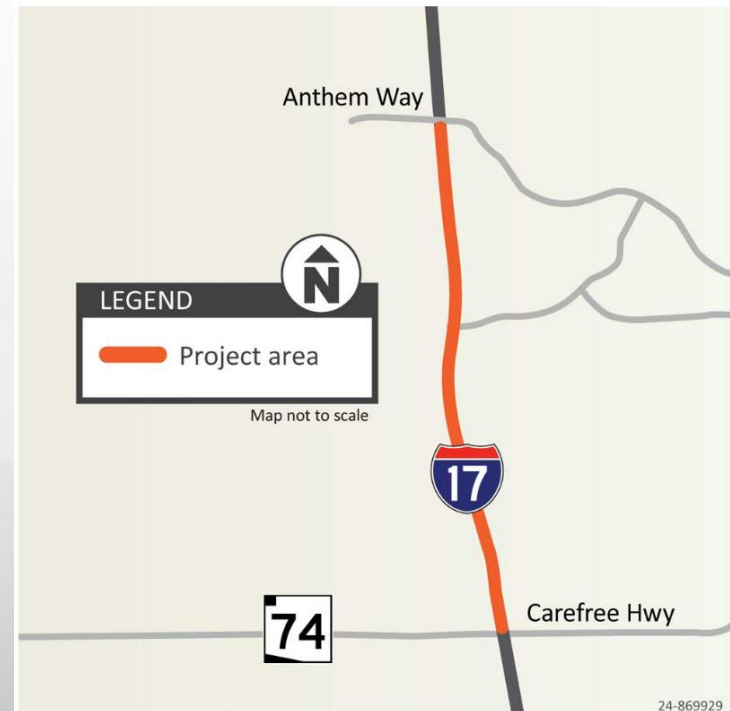 Anthem Way
N
LEGEND
Project area
Map not to scale
17
74
Carefree Hwy
24-869929